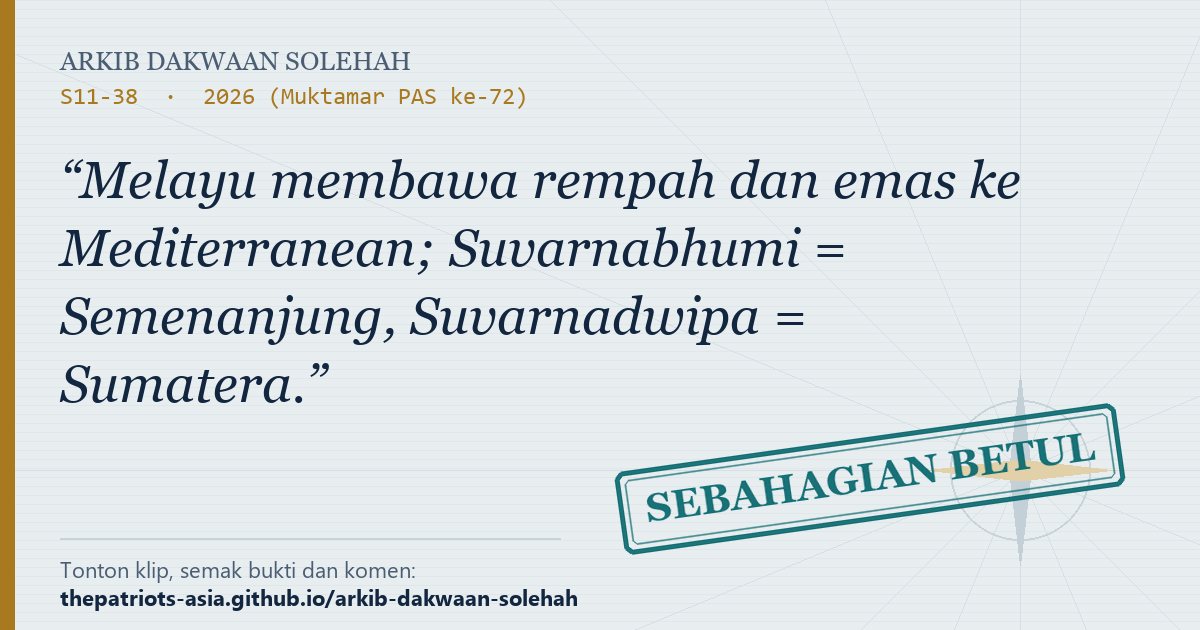 ARKIB DAKWAAN SOLEHAH
S11-38 · 2026 (Muktamar PAS ke-72)
“Melayu membawa rempah dan emas ke
Mediterranean; Suvarnabhumi =
Semenanjung, Suvarnadwipa =
Sumatera.”
SEBAHAGIAN BETUL
Tonton klip, semak bukti dan komen:
thepatriots-asia.github.io/arkib-dakwaan-solehah